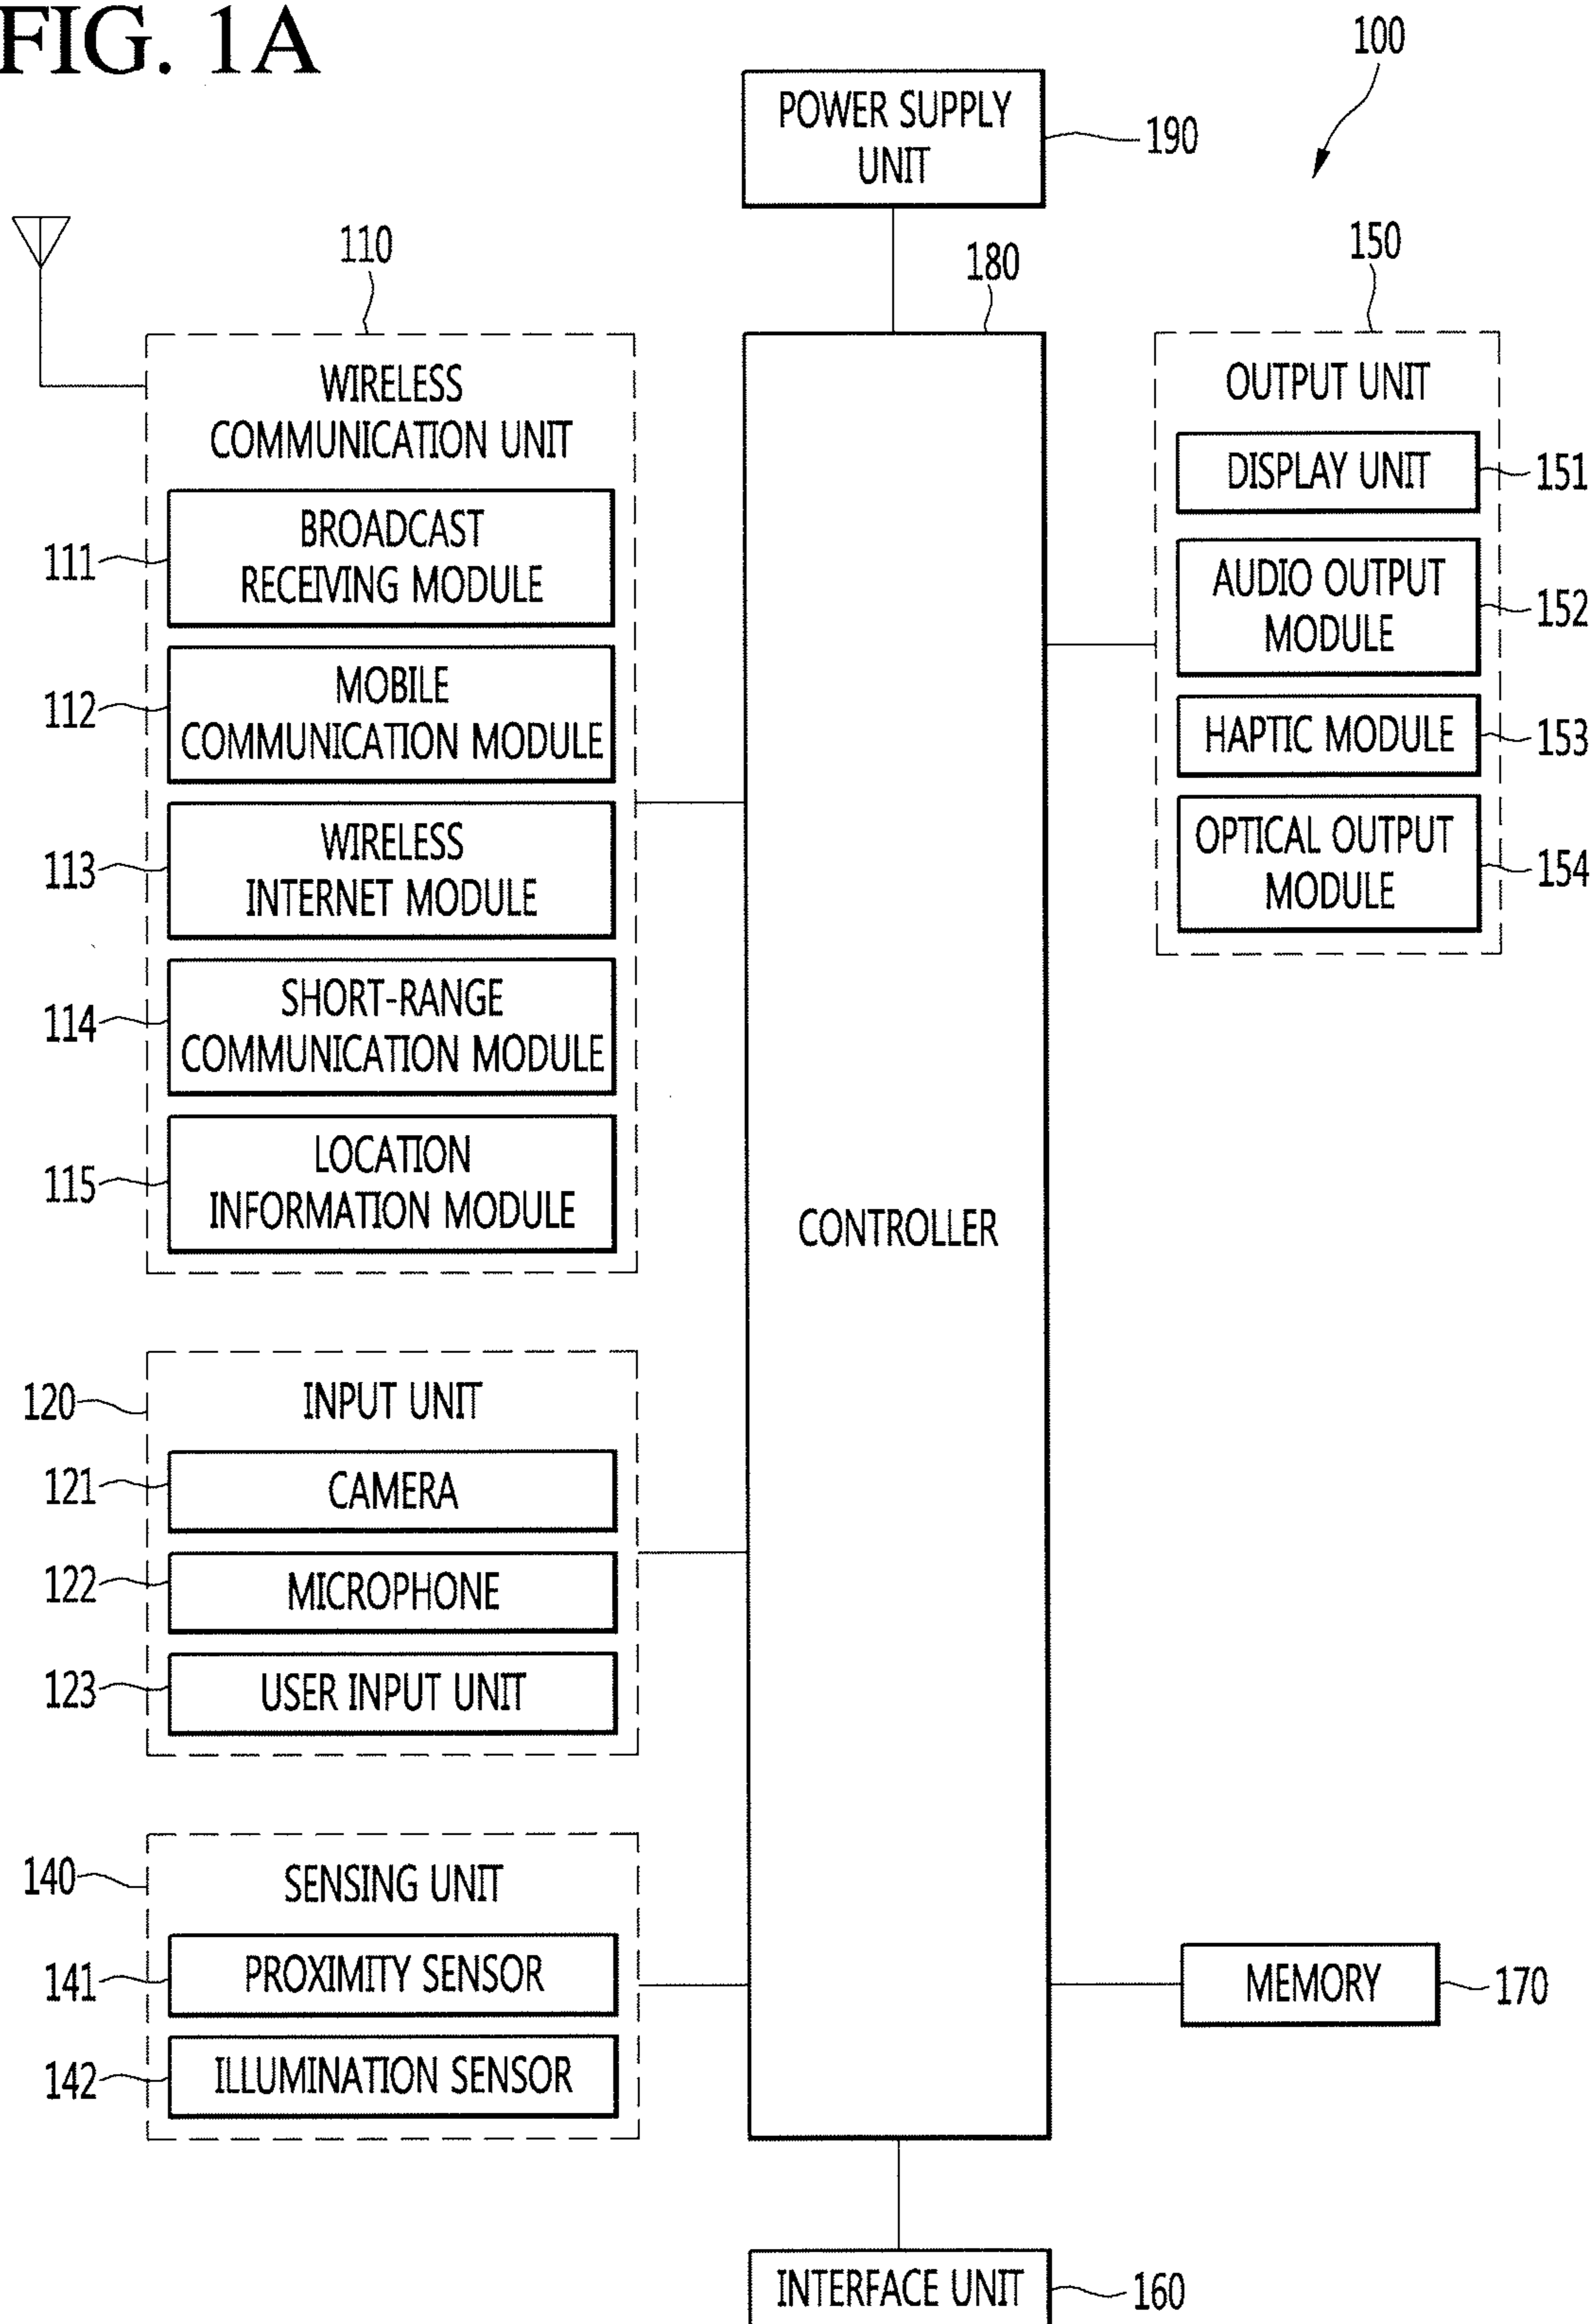 FIG. 1A
100
POWER SUPPLY
UNIT
190
110
180
150
WIRELESS
COMMUNICATION UNIT
BROADCAST
RECEIVING MODULE
111
MOBILE
COMMUNICATION MODULE
112
WIRELESS
INTERNET MODULE
113
SHORT-RANGE
COMMUNICATION MODULE
114
LOCATION
INFORMATION MODULE
115
OUTPUT UNIT
DISPLAY UNIT
151
AUDIO OUTPUT
MODULE
152
HAPTIC MODULE
153
OPTICAL OUTPUT
MODULE
154
CONTROLLER
120
INPUT UNIT
121
CAMERA
122
MICROPHONE
123
USER INPUT UNIT
140
SENSING UNIT
141
PROXIMITY SENSOR
142
ILLUMINATION SENSOR
MEMORY
170
INTERFACE UNIT
160